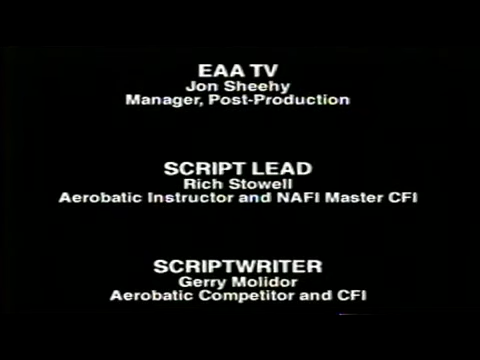 EAA TV
Jon Sheehy
Manager, Post-Production
SCRIPT LEAD
Rich Stowell
Aerobatic Instructor and NAFI Master CFI
SCRIPTWRITER
Gerry Molidor
Aerobatic Competitor and CFI